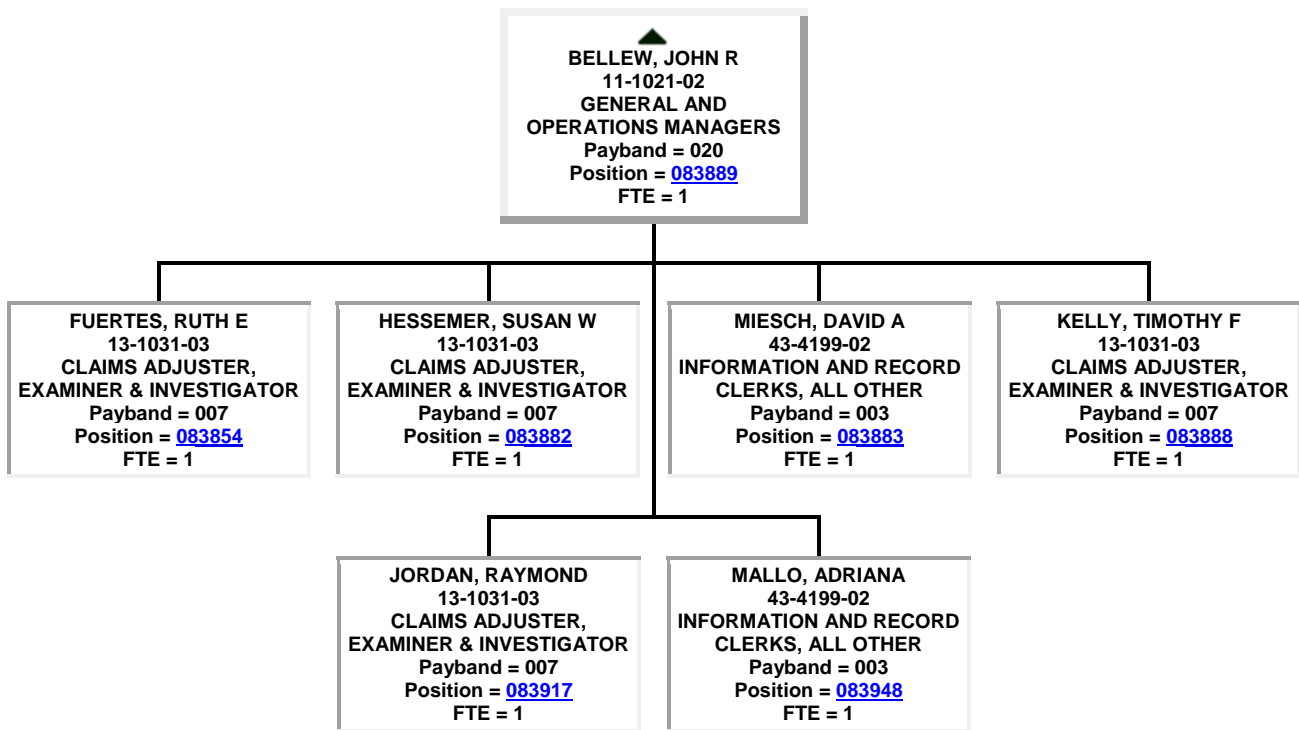 BELLEW, JOHN R
11-1021-02
GENERAL AND
OPERATIONS MANAGERS
Payband = 020
Position = 083889
FTE = 1
FUERTES, RUTH E
13-1031-03
CLAIMS ADJUSTER,
EXAMINER & INVESTIGATOR
Payband = 007
Position = 083854
FTE = 1
HESSEMER, SUSAN W
13-1031-03
CLAIMS ADJUSTER,
EXAMINER & INVESTIGATOR
Payband = 007
Position = 083882
FTE = 1
MIESCH, DAVID A
43-4199-02
INFORMATION AND RECORD
CLERKS, ALL OTHER
Payband = 003
Position = 083883
FTE = 1
KELLY, TIMOTHY F
13-1031-03
CLAIMS ADJUSTER,
EXAMINER & INVESTIGATOR
Payband = 007
Position = 083888
FTE = 1
JORDAN, RAYMOND
13-1031-03
CLAIMS ADJUSTER,
EXAMINER & INVESTIGATOR
Payband = 007
Position = 083917
FTE = 1
MALLO, ADRIANA
43-4199-02
INFORMATION AND RECORD
CLERKS, ALL OTHER
Payband = 003
Position = 083948
FTE = 1